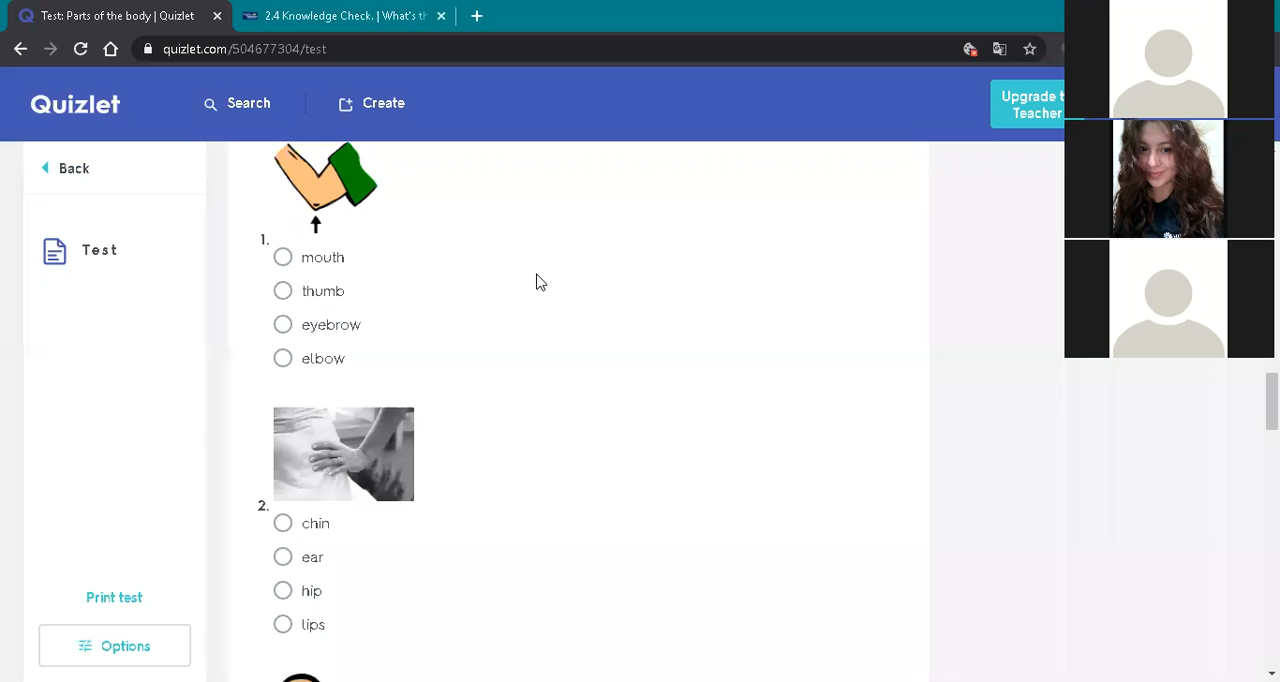 Test: Parts of the body | Quizlet
2.4 Knowledge Check. | What's th
quizlet.com/504677304/test
Quizlet
Search
Create
Upgrade t
Teacher
Back
Test
1.
mouth
thumb
eyebrow
elbow
2.
chin
ear
hip
lips
Print test
Options